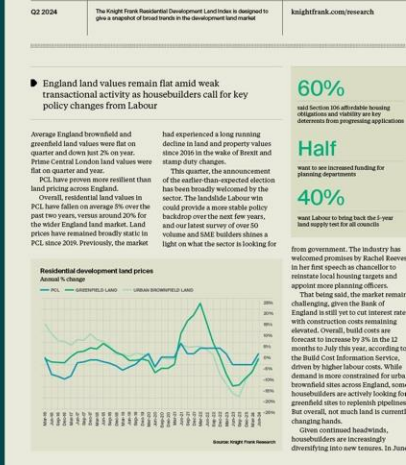 Q2 2024
The Knight Frank Residential Development Land Index is designed to
give a snapshot of broad trends in the development land market
knightfrank.com/research
England land values remain flat amid weak
transactional activity as housebuilders call for key
policy changes from Labour
Average England brownfield and
greenfield land values were flat on
quarter and down just 2% on year.
Prime Central London land values were
flat on quarter and year.
PCL have proven more resilient than
land pricing across England.
Overall, residential land values in
PCL have fallen on average 5% over the
past two years, versus around 20% for
the wider England land market. Land
prices have remained broadly static in
PCL since 2019. Previously, the market
had experienced a long running
decline in land and property values
since 2016 in the wake of Brexit and
stamp duty changes.
This quarter, the announcement
of the earlier-than-expected election
has been broadly welcomed by the
sector. The landslide Labour win
could provide a more stable policy
backdrop over the next few years,
and our latest survey of over 50
volume and SME builders shines a
light on what the sector is looking for
60%
said Section 106 affordable housing
obligations and viability are key
deterrents from progressing applications
Half
want to see increased funding for
planning departments
40%
want Labour to bring back the 5-year
land supply test for all councils
from government. The industry has
welcomed promises by Rachel Reeves
in her first speech as chancellor to
reinstate local housing targets and
appoint more planning officers.
That being said, the market remain
challenging, given the Bank of
England is still yet to cut interest rate
with construction costs remaining
elevated. Overall, build costs are
forecast to increase by 3% in the 12
months to July this year, according to
the Build Cost Information Service,
driven by higher labour costs. While
demand is more constrained for urba
brownfield sites across England, some
housebuilders are actively looking for
greenfield sites to replenish pipelines.
But overall, not much land is currentl
changing hands.
Given continued headwinds,
housebuilders are increasingly
diversifying into new tenures. In June
Residential development land prices
Annual % change
PCL GREENFIELD LAND URBAN BROWNFIELD LAND
Source: Knight Frank Research